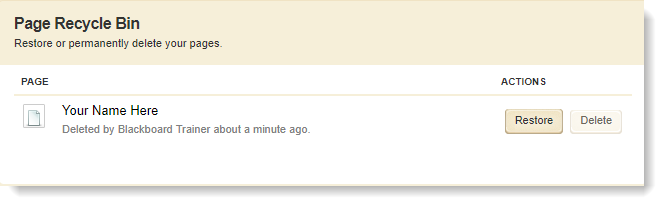 Page Recycle Bin
Restore or permanently delete your pages.
PAGE ACTIONS
Your Name Here
Deleted by Blackboard Trainer about a minute ago.
Restore Delete